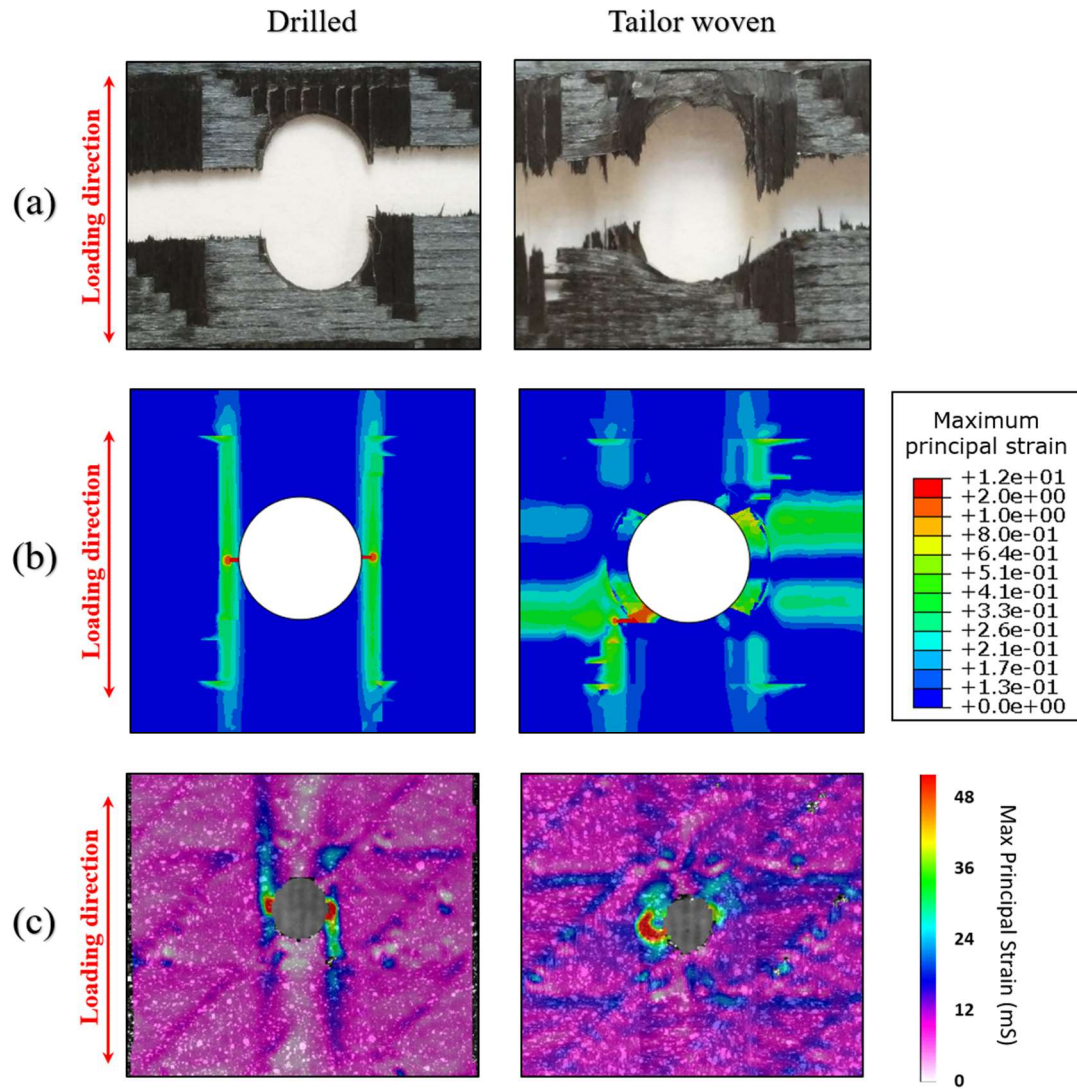 Drilled
Tailor woven
(a)
Loading direction
(b)
Loading direction
Maximum
principal strain
+1.2e+01
+2.0e+00
+1.0e+00
+8.0e-01
+6.4e-01
+5.1e-01
+4.1e-01
+3.3e-01
+2.6e-01
+2.1e-01
+1.7e-01
+1.3e-01
+0.0e+00
(c)
Loading direction
48
36
24
12
0
Max Principal Strain (mS)